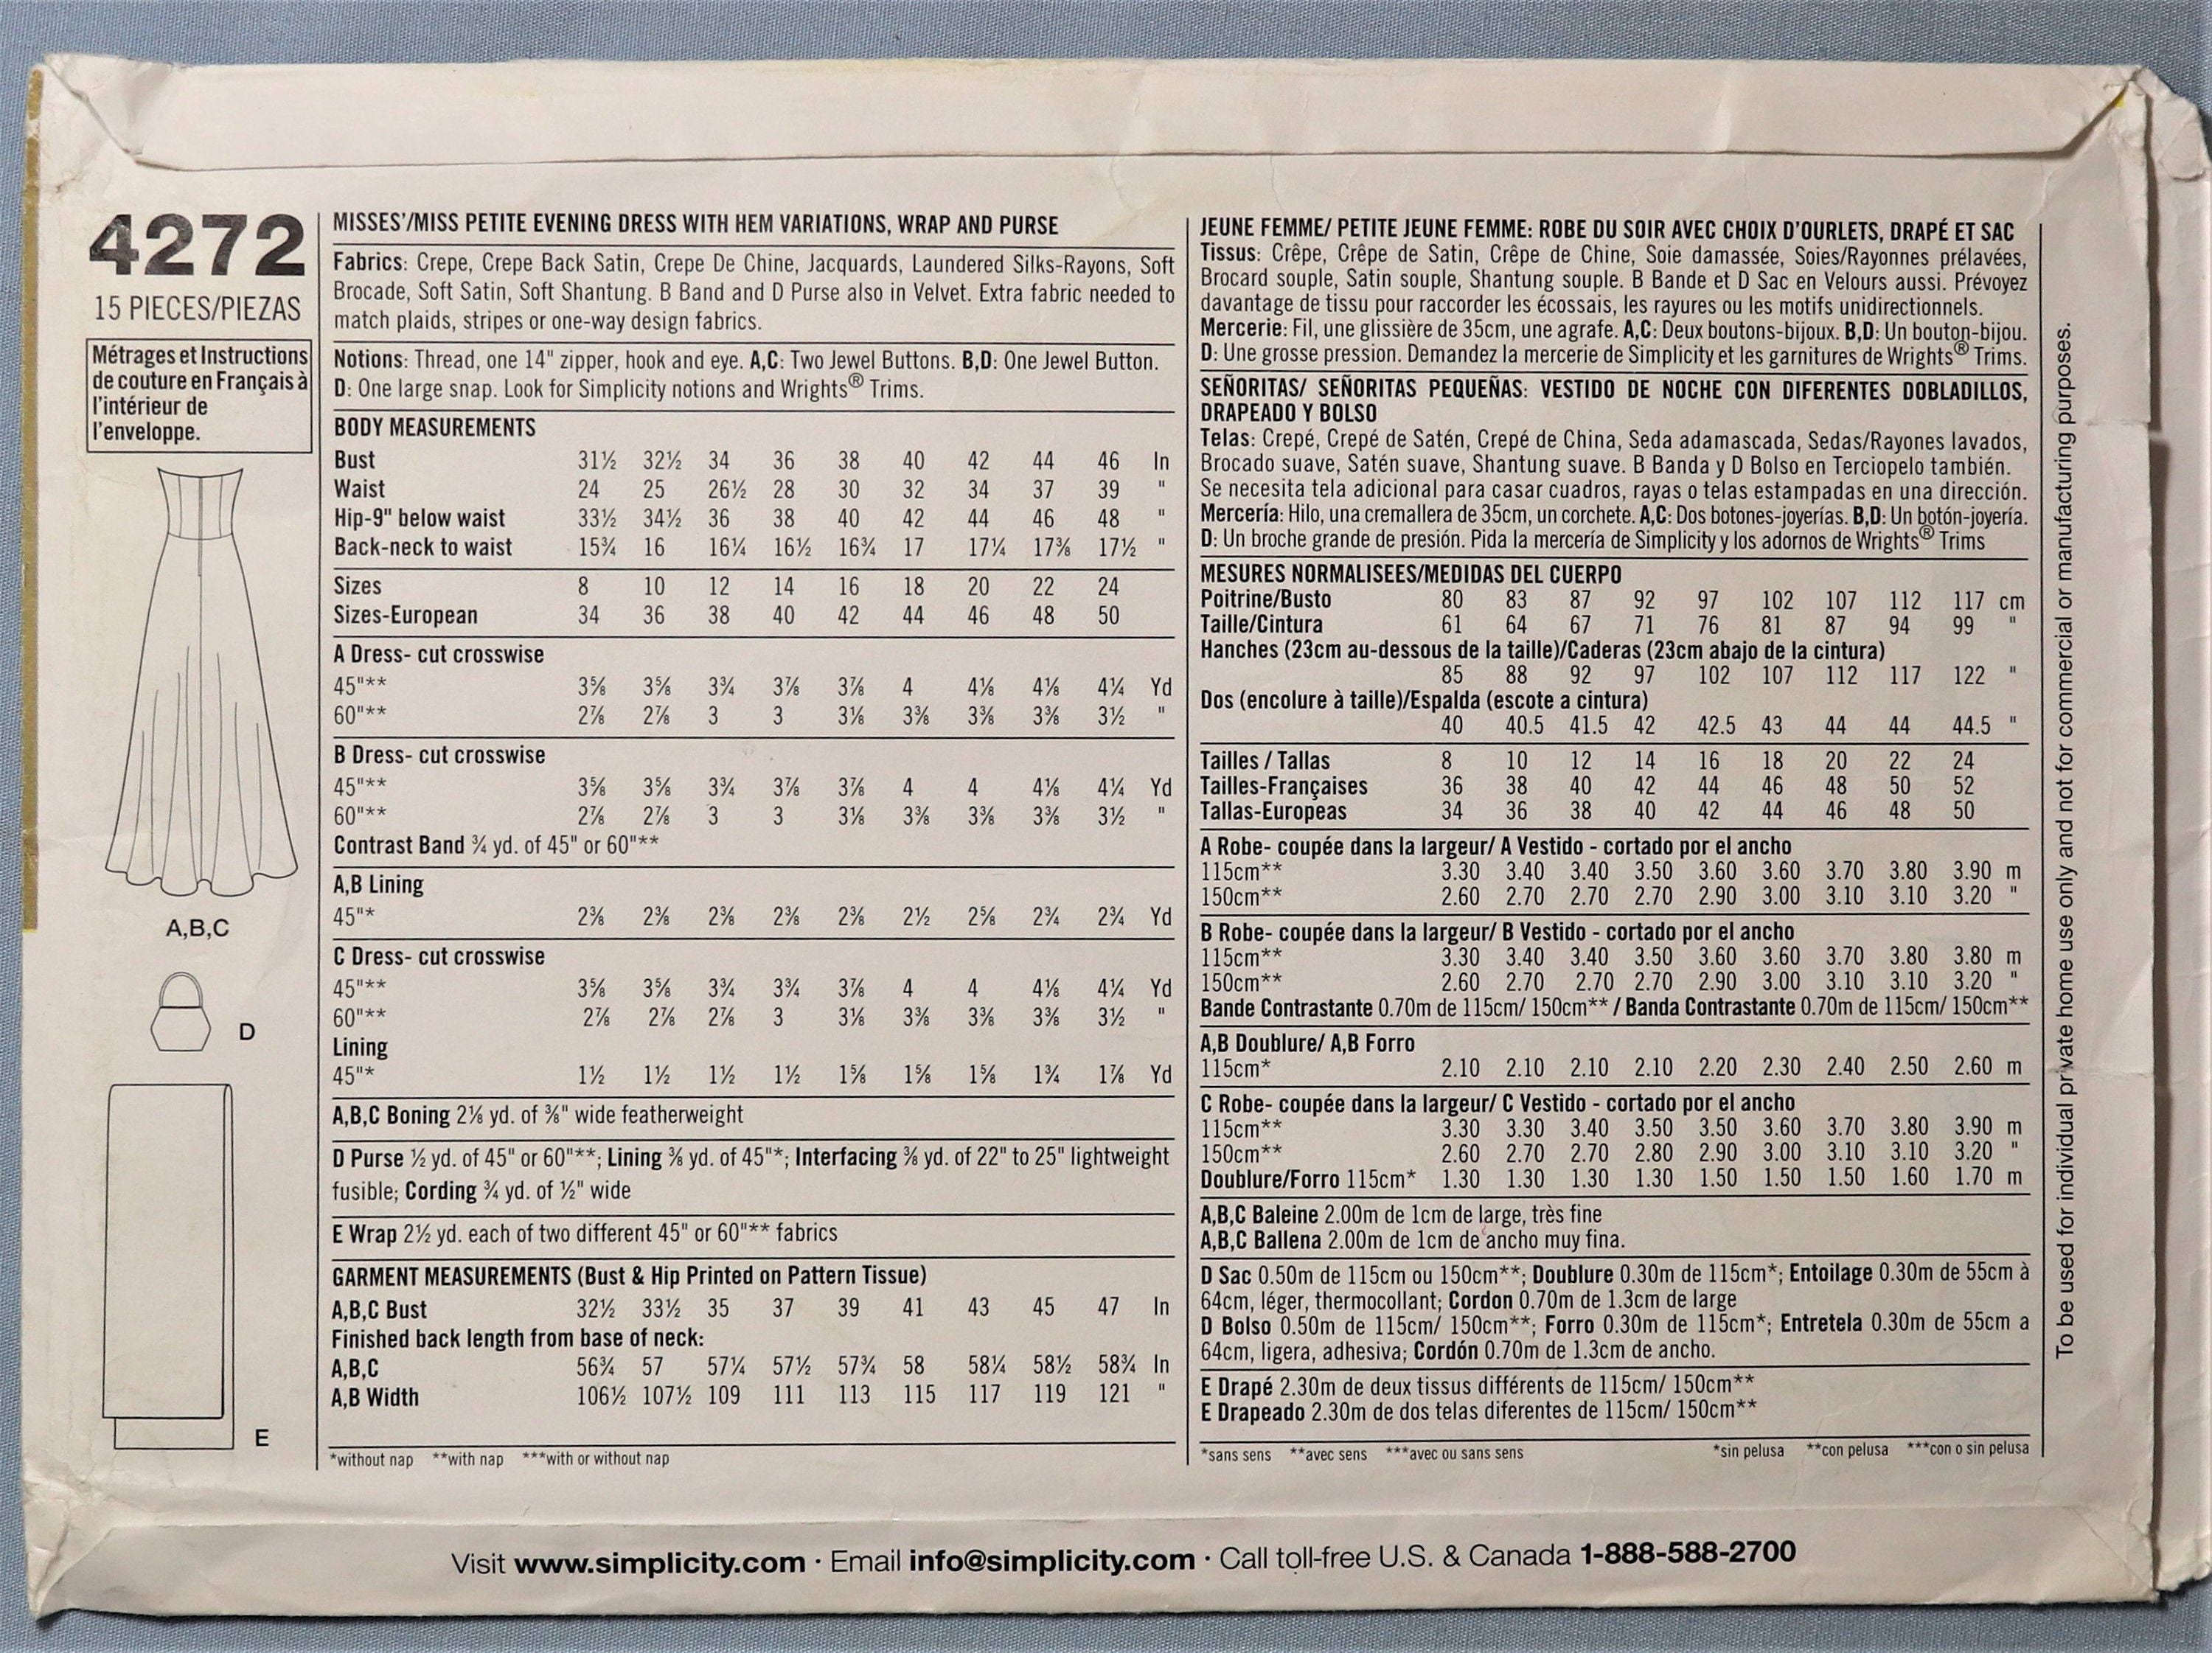 4272
15 PIECES/PIEZAS
Métrages et Instructions
de couture en Français à
l'intérieur de
l'enveloppe.
A,B,C
D
E
MISSES'/MISS PETITE EVENING DRESS WITH HEM VARIATIONS, WRAP AND PURSE
Fabrics: Crepe, Crepe Back Satin, Crepe De Chine, Jacquards, Laundered Silks-Rayons, Soft
Brocade, Soft Satin, Soft Shantung. B Band and D Purse also in Velvet. Extra fabric needed to
match plaids, stripes or one-way design fabrics.
Notions: Thread, one 14" zipper, hook and eye. A,C: Two Jewel Buttons. B,D: One Jewel Button.
D: One large snap. Look for Simplicity notions and Wrights® Trims.
BODY MEASUREMENTS
Bust 31½ 32½ 34 36 38 40 42 44 46 In
Waist 24 25 26½ 28 30 32 34 37 39 "
Hip-9" below waist 33½ 34½ 36 38 40 42 44 46 48 "
Back-neck to waist 15¾ 16 16¼ 16½ 16¾ 17 17¼ 17⅜ 17½ "
Sizes 8 10 12 14 16 18 20 22 24
Sizes-European 34 36 38 40 42 44 46 48 50
A Dress- cut crosswise
45"** 3⅝ 3⅝ 3¾ 3⅞ 3⅞ 4 4⅛ 4⅛ 4¼ Yd
60"** 2⅞ 2⅞ 3 3 3⅛ 3⅜ 3⅜ 3⅜ 3½ "
B Dress- cut crosswise
45"** 3⅝ 3⅝ 3¾ 3⅞ 3⅞ 4 4 4⅛ 4¼ Yd
60"** 2⅞ 2⅞ 3 3 3⅛ 3⅜ 3⅜ 3⅜ 3½ "
Contrast Band ¾ yd. of 45" or 60"**
A,B Lining
45"* 2⅜ 2⅜ 2⅜ 2⅜ 2⅜ 2½ 2⅝ 2¾ 2¾ Yd
C Dress- cut crosswise
45"** 3⅝ 3⅝ 3¾ 3¾ 3⅞ 4 4 4⅛ 4¼ Yd
60"** 2⅞ 2⅞ 2⅞ 3 3⅛ 3⅜ 3⅜ 3⅜ 3½ "
Lining
45"* 1½ 1½ 1½ 1½ 1⅝ 1⅝ 1⅝ 1¾ 1⅞ Yd
A,B,C Boning 2⅛ yd. of ⅜" wide featherweight
D Purse ½ yd. of 45" or 60"**; Lining ⅜ yd. of 45"*; Interfacing ⅜ yd. of 22" to 25" lightweight
fusible; Cording ¾ yd. of ½" wide
E Wrap 2½ yd. each of two different 45" or 60"** fabrics
GARMENT MEASUREMENTS (Bust & Hip Printed on Pattern Tissue)
A,B,C Bust 32½ 33½ 35 37 39 41 43 45 47 In
Finished back length from base of neck:
A,B,C 56¾ 57 57¼ 57½ 57¾ 58 58¼ 58½ 58¾ In
A,B Width 106½ 107½ 109 111 113 115 117 119 121 "
*without nap **with nap ***with or without nap
JEUNE FEMME/ PETITE JEUNE FEMME: ROBE DU SOIR AVEC CHOIX D'OURLETS, DRAPÉ ET SAC
Tissus: Crêpe, Crêpe de Satin, Crêpe de Chine, Soie damassée, Soies/Rayonnes prélavées,
Brocard souple, Satin souple, Shantung souple. B Bande et D Sac en Velours aussi. Prévoyez
davantage de tissu pour raccorder les écossais, les rayures ou les motifs unidirectionnels.
Mercerie: Fil, une glissière de 35cm, une agrafe. A,C: Deux boutons-bijoux. B,D: Un bouton-bijou.
D: Une grosse pression. Demandez la mercerie de Simplicity et les garnitures de Wrights® Trims.
SEÑORITAS/ SEÑORITAS PEQUEÑAS: VESTIDO DE NOCHE CON DIFERENTES DOBLADILLOS,
DRAPEADO Y BOLSO
Telas: Crepé, Crepé de Satén, Crepé de China, Seda adamascada, Sedas/Rayones lavados,
Brocado suave, Satén suave, Shantung suave. B Banda y D Bolso en Terciopelo también.
Se necesita tela adicional para casar cuadros, rayas o telas estampadas en una dirección.
Mercería: Hilo, una cremallera de 35cm, un corchete. A,C: Dos botones-joyerías. B,D: Un botón-joyería.
D: Un broche grande de presión. Pida la mercería de Simplicity y los adornos de Wrights® Trims
MESURES NORMALISEES/MEDIDAS DEL CUERPO
Poitrine/Busto 80 83 87 92 97 102 107 112 117 cm
Taille/Cintura 61 64 67 71 76 81 87 94 99 "
Hanches (23cm au-dessous de la taille)/Caderas (23cm abajo de la cintura)
85 88 92 97 102 107 112 117 122 "
Dos (encolure à taille)/Espalda (escote a cintura)
40 40.5 41.5 42 42.5 43 44 44 44.5 "
Tailles / Tallas 8 10 12 14 16 18 20 22 24
Tailles-Françaises 36 38 40 42 44 46 48 50 52
Tallas-Europeas 34 36 38 40 42 44 46 48 50
A Robe- coupée dans la largeur/ A Vestido - cortado por el ancho
115cm** 3.30 3.40 3.40 3.50 3.60 3.60 3.70 3.80 3.90 m
150cm** 2.60 2.70 2.70 2.70 2.90 3.00 3.10 3.10 3.20 "
B Robe- coupée dans la largeur/ B Vestido - cortado por el ancho
115cm** 3.30 3.40 3.40 3.50 3.60 3.60 3.70 3.80 3.80 m
150cm** 2.60 2.70 2.70 2.70 2.90 3.00 3.10 3.10 3.20 "
Bande Contrastante 0.70m de 115cm/ 150cm** / Banda Contrastante 0.70m de 115cm/ 150cm**
A,B Doublure/ A,B Forro
115cm* 2.10 2.10 2.10 2.10 2.20 2.30 2.40 2.50 2.60 m
C Robe- coupée dans la largeur/ C Vestido - cortado por el ancho
115cm** 3.30 3.30 3.40 3.50 3.50 3.60 3.70 3.80 3.90 m
150cm** 2.60 2.70 2.70 2.80 2.90 3.00 3.10 3.10 3.20 "
Doublure/Forro 115cm* 1.30 1.30 1.30 1.30 1.50 1.50 1.50 1.60 1.70 m
A,B,C Baleine 2.00m de 1cm de large, très fine
A,B,C Ballena 2.00m de 1cm de ancho muy fina.
D Sac 0.50m de 115cm ou 150cm**; Doublure 0.30m de 115cm*; Entoilage 0.30m de 55cm à
64cm, léger, thermocollant; Cordon 0.70m de 1.3cm de large
D Bolso 0.50m de 115cm/ 150cm**; Forro 0.30m de 115cm*; Entretela 0.30m de 55cm a
64cm, ligera, adhesiva; Cordón 0.70m de 1.3cm de ancho.
E Drapé 2.30m de deux tissus différents de 115cm/ 150cm**
E Drapeado 2.30m de dos telas diferentes de 115cm/ 150cm**
*sans sens **avec sens ***avec ou sans sens *sin pelusa **con pelusa ***con o sin pelusa
To be used for individual private home use only and not for commercial or manufacturing purposes.
Visit www.simplicity.com · Email info@simplicity.com · Call toll-free U.S. & Canada 1-888-588-2700